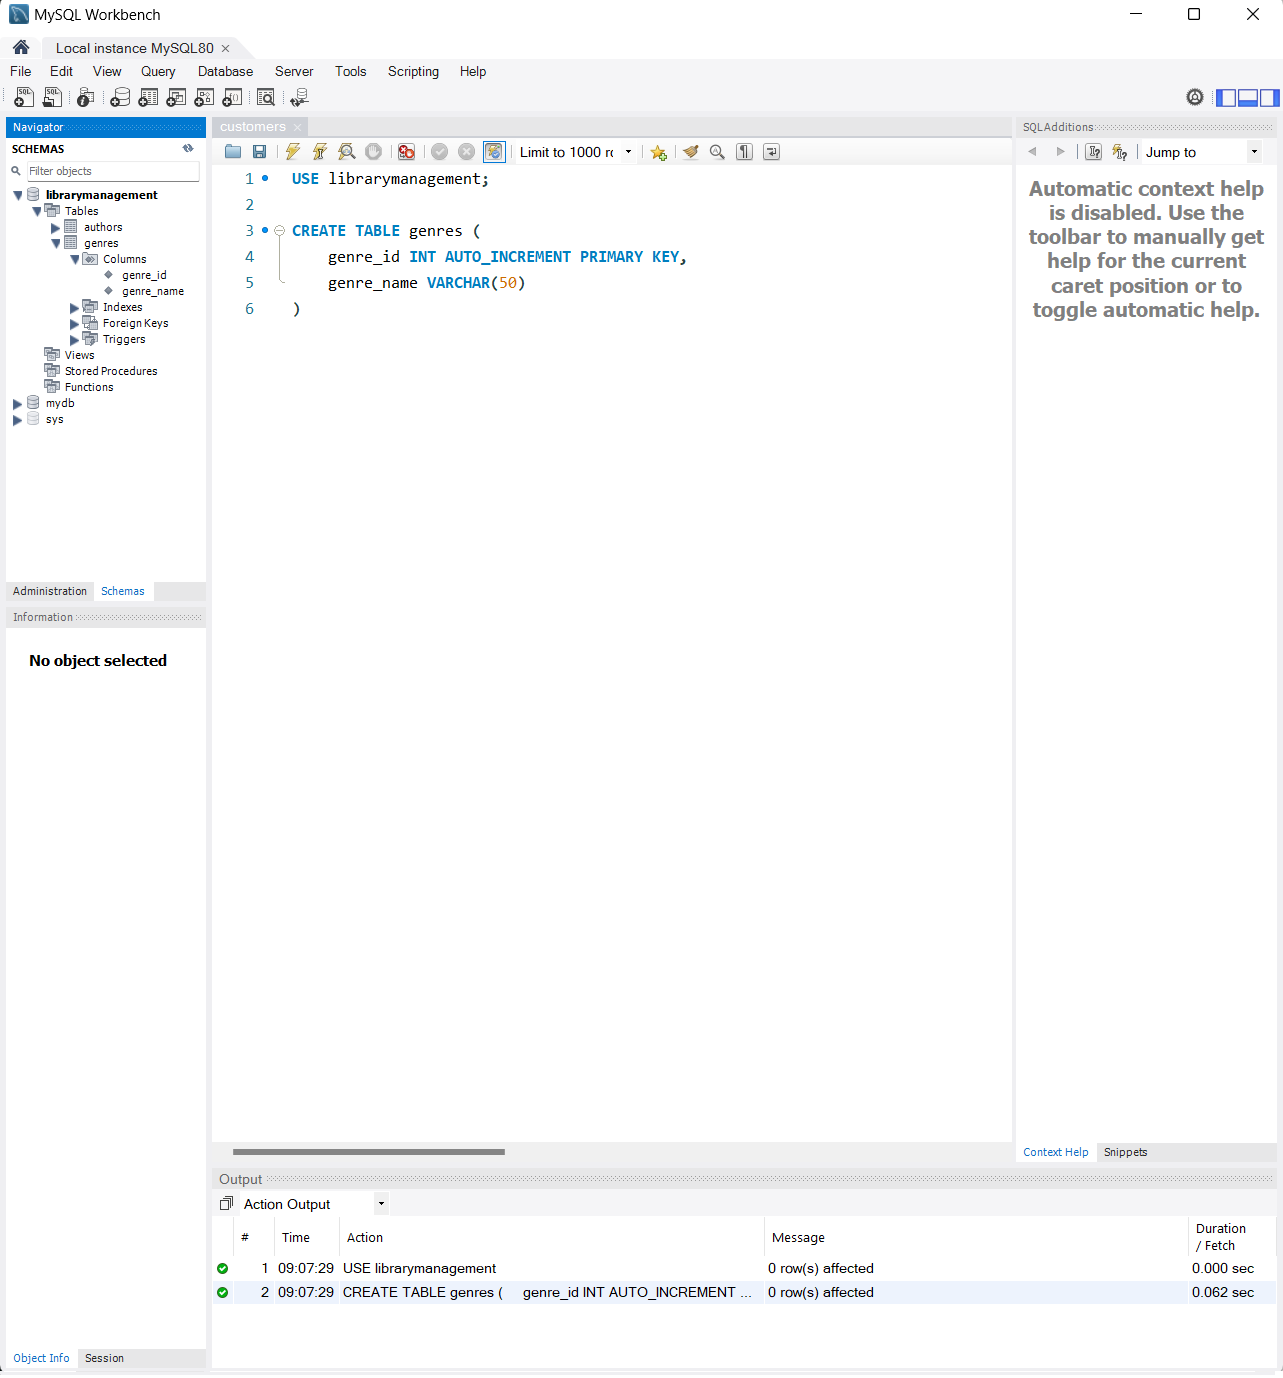 MySQL Workbench
Local instance MySQL80
File Edit View Query Database Server Tools Scripting Help
Navigator
SCHEMAS
Filter objects
librarymanagement
Tables
authors
genres
Columns
genre_id
genre_name
Indexes
Foreign Keys
Triggers
Views
Stored Procedures
Functions
mydb
sys
Administration Schemas
Information
No object selected
Object Info Session
customers
Limit to 1000 rc
1 USE librarymanagement;
2
3 CREATE TABLE genres (
4 genre_id INT AUTO_INCREMENT PRIMARY KEY,
5 genre_name VARCHAR(50)
6 )
SQLAdditions
Jump to
Automatic context help
is disabled. Use the
toolbar to manually get
help for the current
caret position or to
toggle automatic help.
Context Help Snippets
Output
Action Output
# Time Action Message Duration / Fetch
1 09:07:29 USE librarymanagement 0 row(s) affected 0.000 sec
2 09:07:29 CREATE TABLE genres ( genre_id INT AUTO_INCREMENT ... 0 row(s) affected 0.062 sec